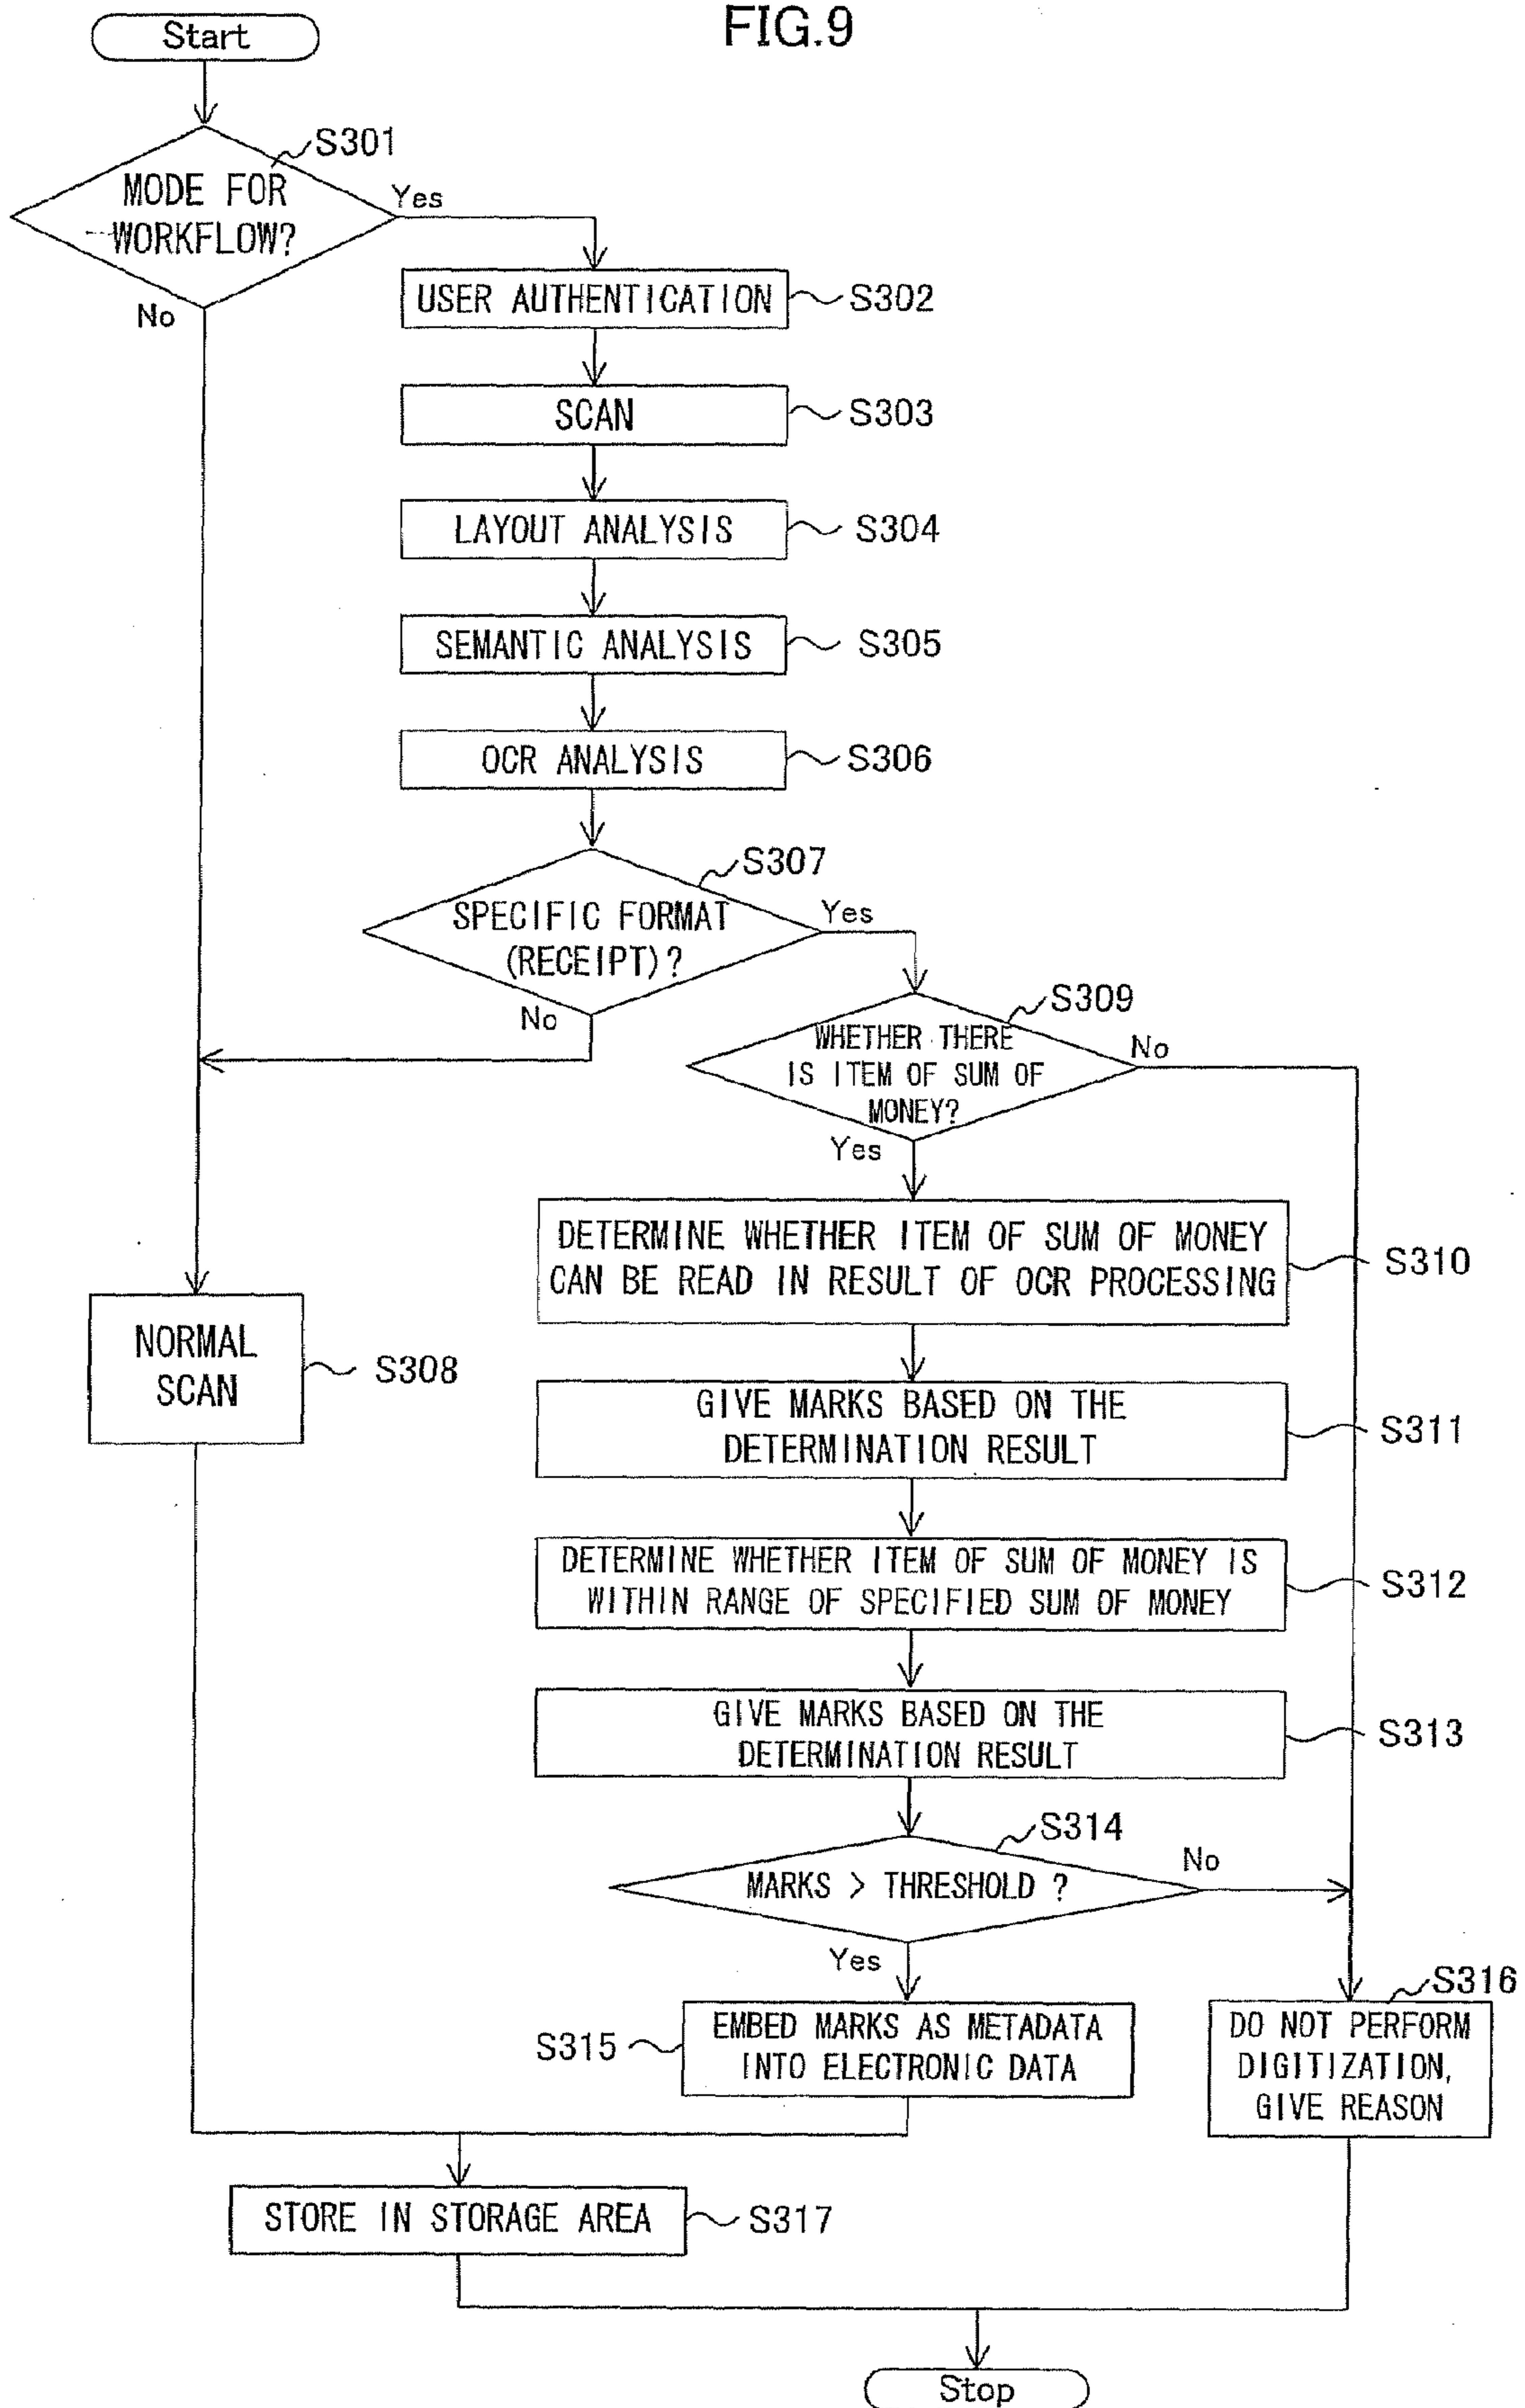 FIG.9
Start
S301
MODE FOR
WORKFLOW?
Yes
No
USER AUTHENTICATION
S302
SCAN
S303
LAYOUT ANALYSIS
S304
SEMANTIC ANALYSIS
S305
OCR ANALYSIS
S306
S307
SPECIFIC FORMAT
(RECEIPT)?
Yes
No
S309
WHETHER THERE
IS ITEM OF SUM OF
MONEY?
No
Yes
DETERMINE WHETHER ITEM OF SUM OF MONEY
CAN BE READ IN RESULT OF OCR PROCESSING
S310
NORMAL
SCAN
S308
GIVE MARKS BASED ON THE
DETERMINATION RESULT
S311
DETERMINE WHETHER ITEM OF SUM OF MONEY IS
WITHIN RANGE OF SPECIFIED SUM OF MONEY
S312
GIVE MARKS BASED ON THE
DETERMINATION RESULT
S313
S314
MARKS > THRESHOLD ?
No
Yes
S315
EMBED MARKS AS METADATA
INTO ELECTRONIC DATA
S316
DO NOT PERFORM
DIGITIZATION,
GIVE REASON
STORE IN STORAGE AREA
S317
Stop